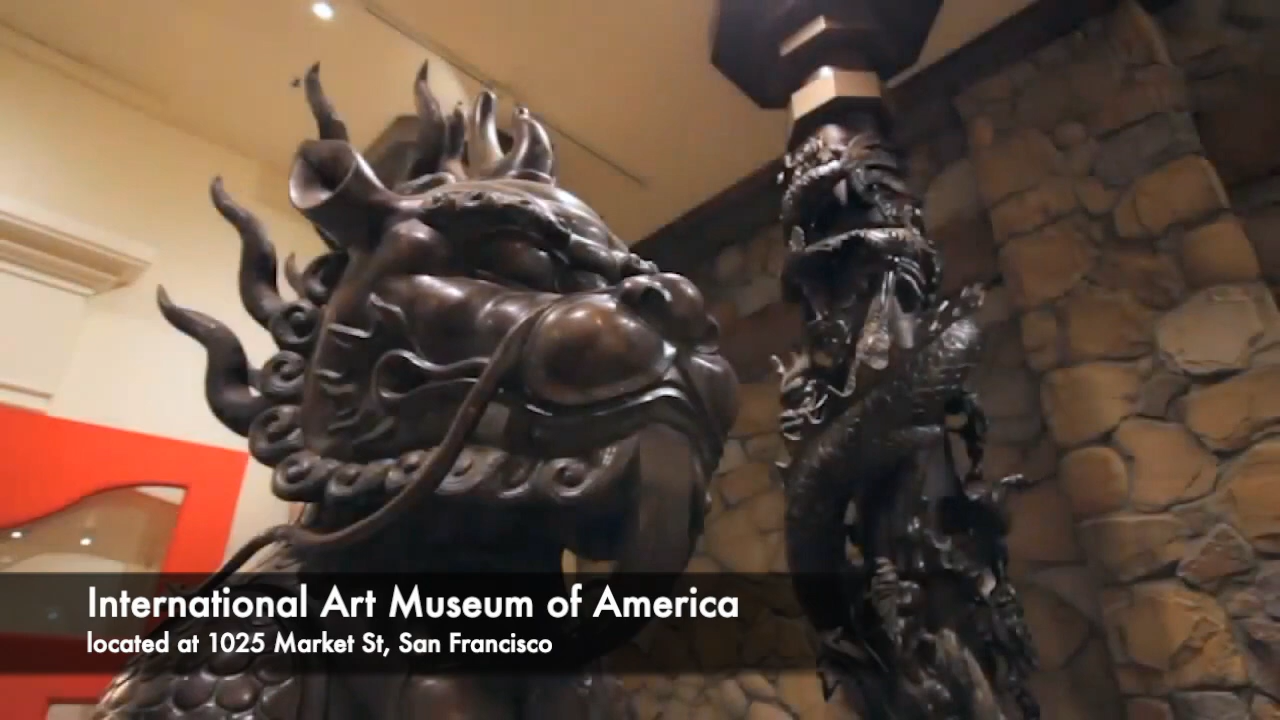 International Art Museum of America
located at 1025 Market St, San Francisco